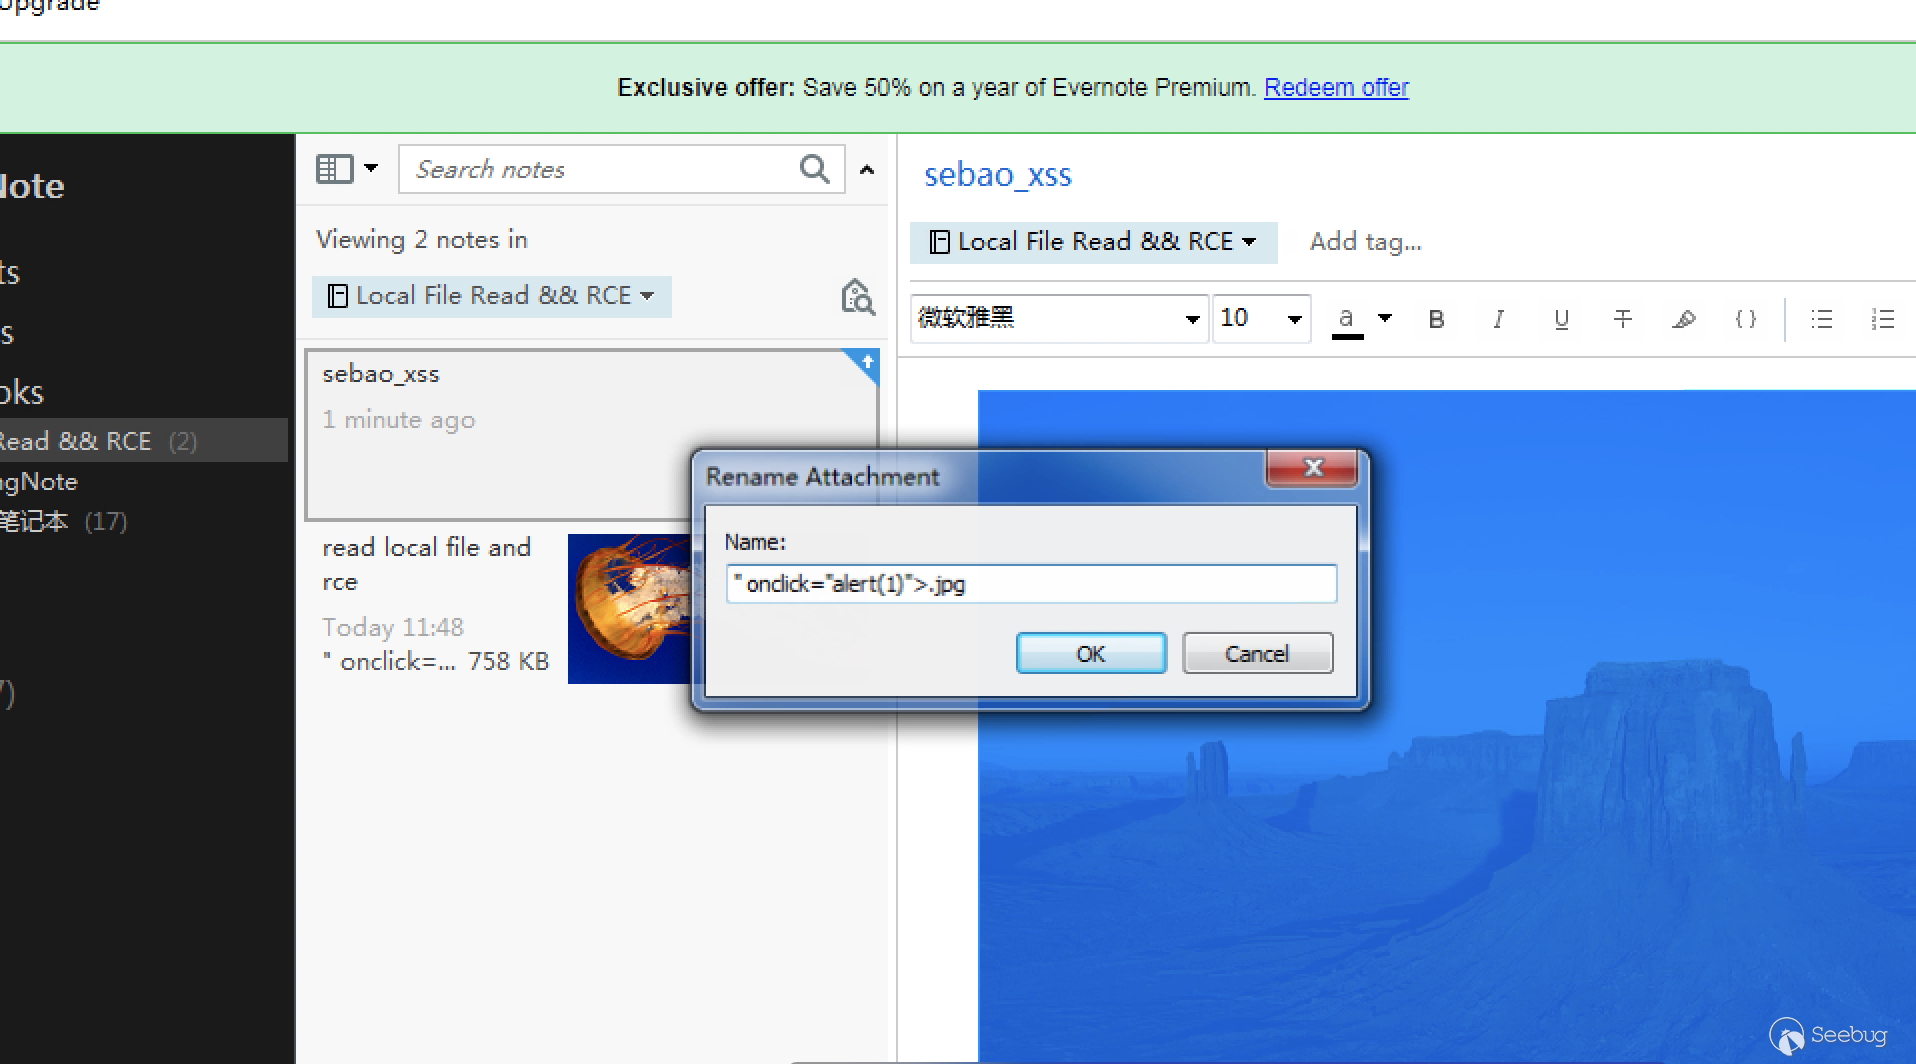 Upgrade
Exclusive offer: Save 50% on a year of Evernote Premium. Redeem offer
Note
ts
s
oks
Read && RCE (2)
ngNote
笔记本 (17)
7)
Search notes
Viewing 2 notes in
Local File Read && RCE
sebao_xss
1 minute ago
read local file and
rce
Today 11:48
" onclick=... 758 KB
sebao_xss
Local File Read && RCE Add tag...
微软雅黑 10 a B I U T {}
Rename Attachment
Name:
" onclick="alert(1)">.jpg
OK Cancel
Seebug